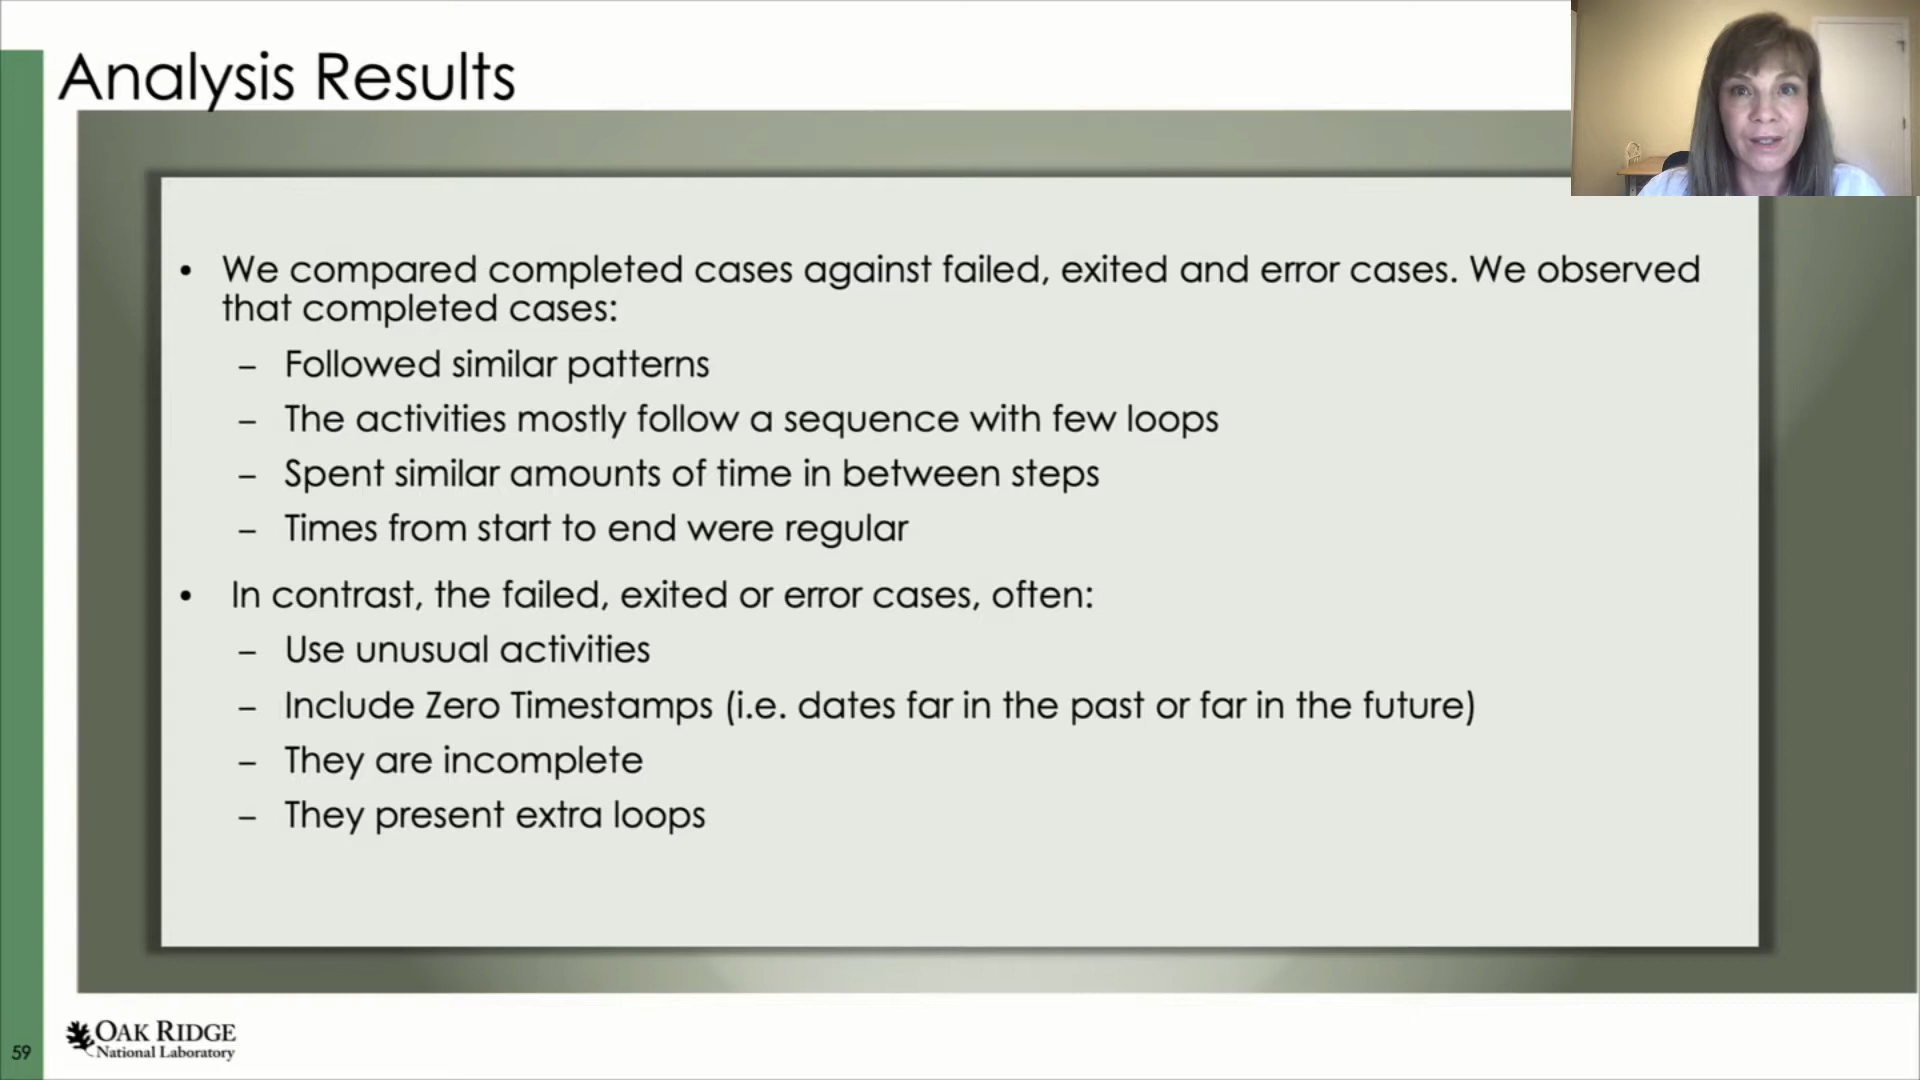 Analysis Results
• We compared completed cases against failed, exited and error cases. We observed
that completed cases:
– Followed similar patterns
– The activities mostly follow a sequence with few loops
– Spent similar amounts of time in between steps
– Times from start to end were regular
• In contrast, the failed, exited or error cases, often:
– Use unusual activities
– Include Zero Timestamps (i.e. dates far in the past or far in the future)
– They are incomplete
– They present extra loops
59
OAK RIDGE
National Laboratory